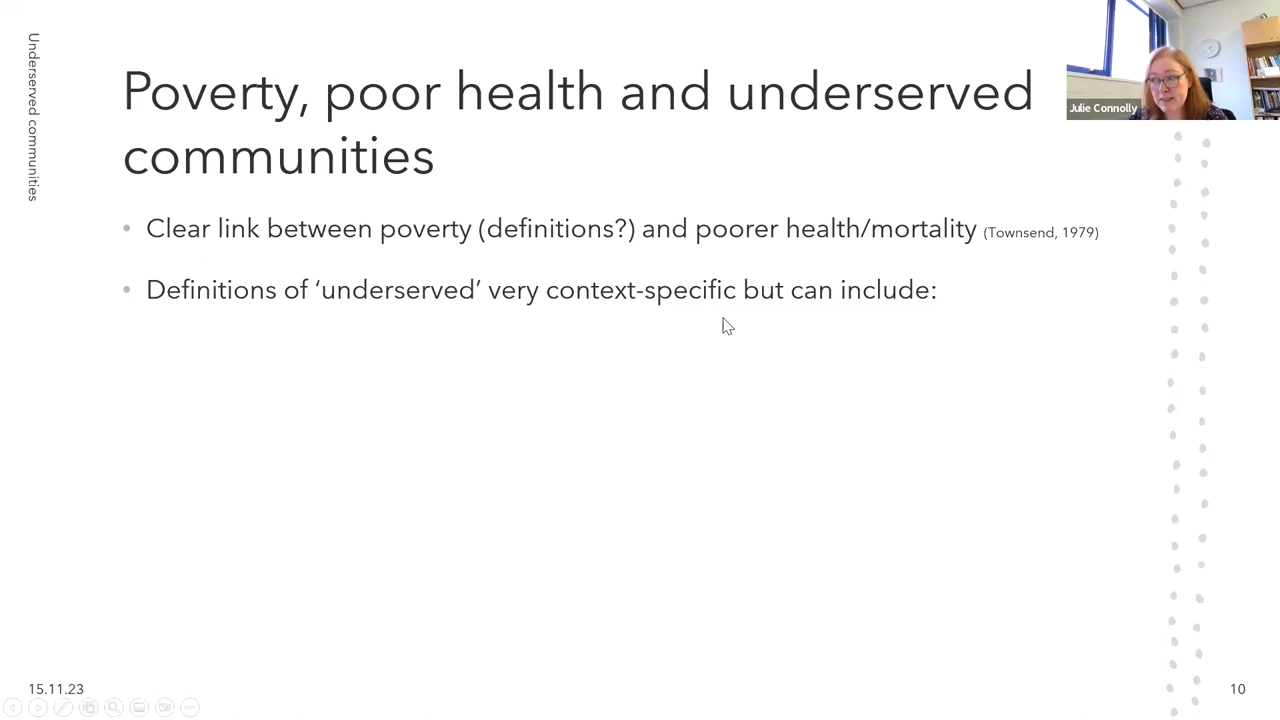 Underserved communities
Poverty, poor health and underserved
communities
Julie Connolly
• Clear link between poverty (definitions?) and poorer health/mortality (Townsend, 1979)
• Definitions of ‘underserved’ very context-specific but can include:
15.11.23
10